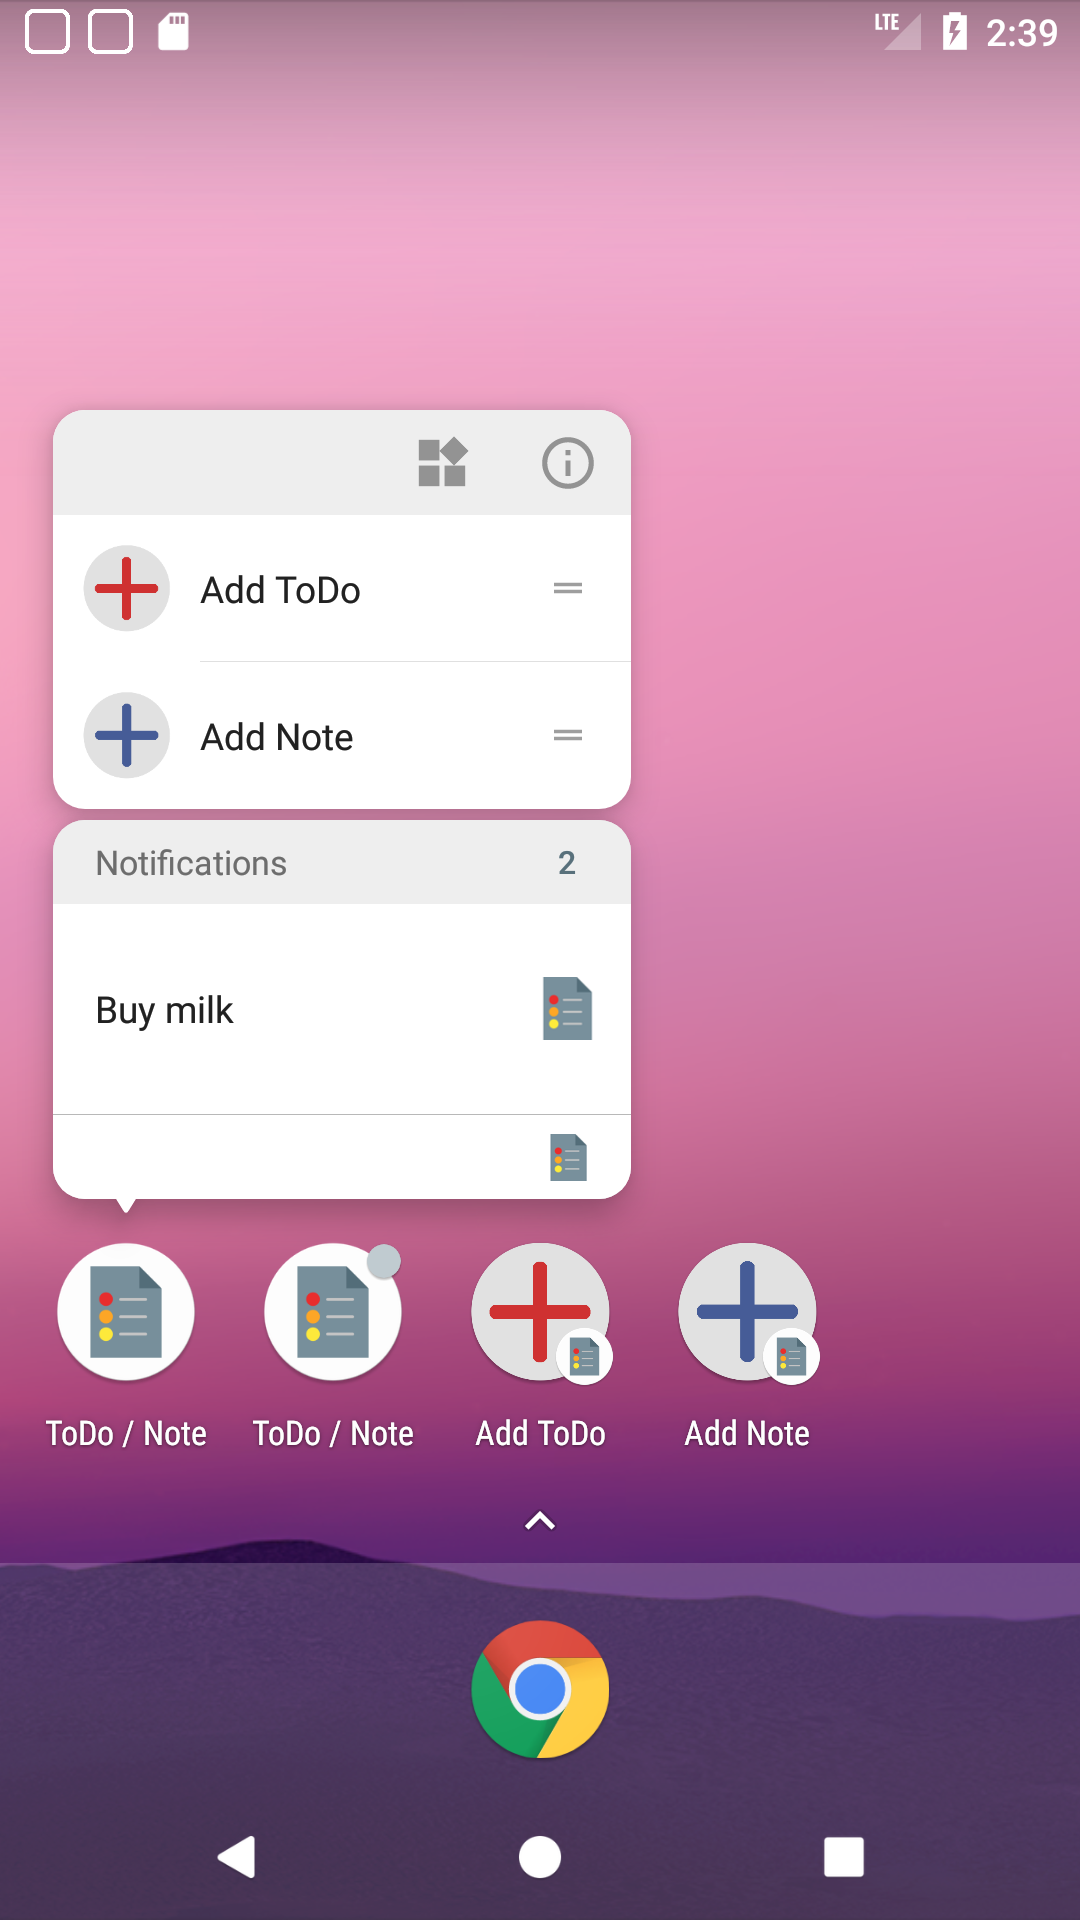 LTE 2:39
Add ToDo
Add Note
Notifications 2
Buy milk
ToDo / Note ToDo / Note Add ToDo Add Note